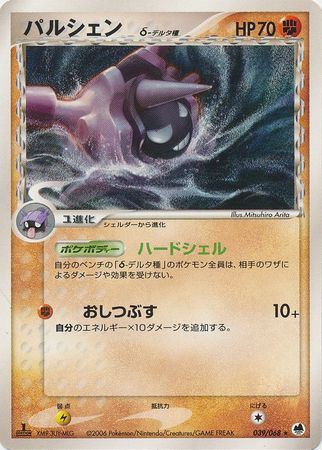 パルシェン δ-デルタ種 HP70
1進化 シェルダーから進化
Illus.Mitsuhiro Arita
ポケボディー ハードシェル
自分のベンチの「δ-デルタ種」のポケモン全員は、相手のワザに
よるダメージや効果を受けない。
おしつぶす 10+
自分のエネルギー×10ダメージを追加する。
弱点 抵抗力 にげる
1 EDITION
©2006 Pokémon/Nintendo/Creatures/GAME FREAK 039/068 ★